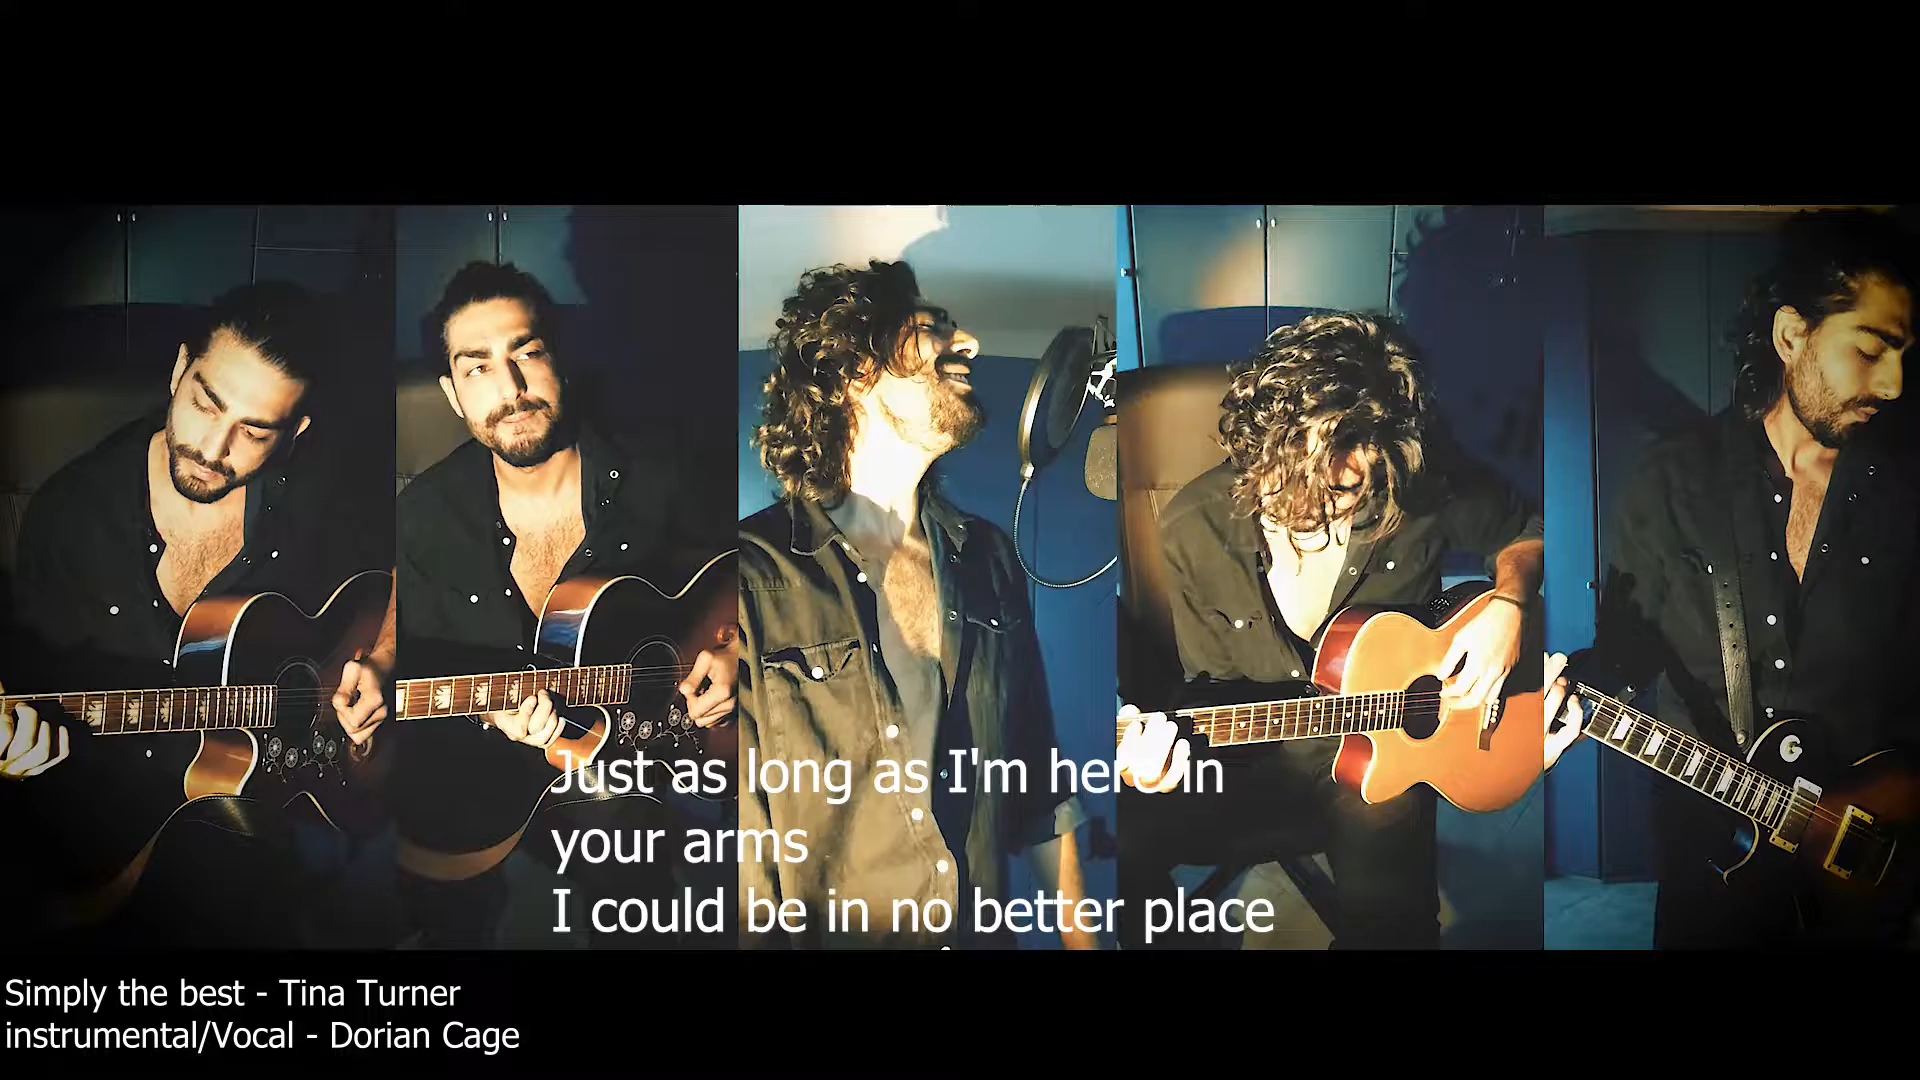 Just as long as I'm here in
your arms
I could be in no better place
G
Simply the best - Tina Turner
instrumental/Vocal - Dorian Cage